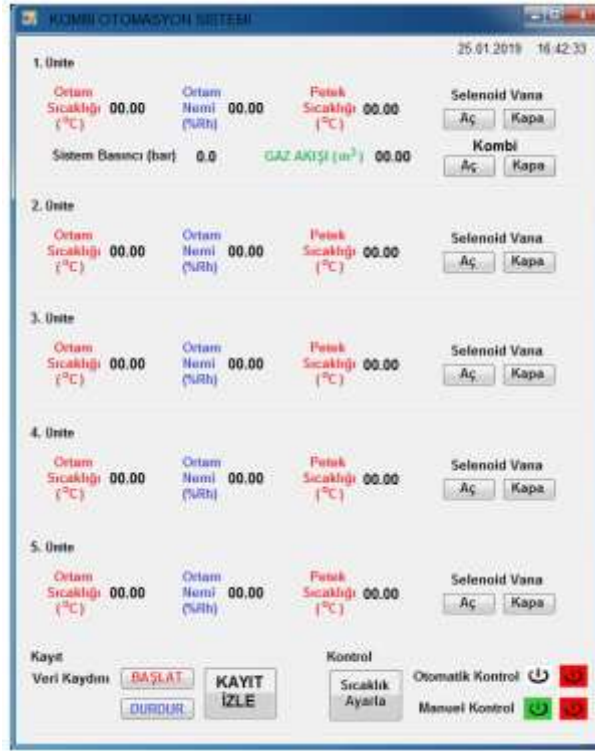 KOMBİ OTOMASYON SİSTEMİ
25.01.2019 16:42:33
1. Ünite
Ortam Sıcaklığı (°C) 00.00 Ortam Nemi (%Rh) 00.00 Petek Sıcaklığı (°C) 00.00 Selenoid Vana Aç Kapa
Sistem Basıncı (bar) 0.0 GAZ AKIŞI (m³) 00.00 Kombi Aç Kapa
2. Ünite
Ortam Sıcaklığı (°C) 00.00 Ortam Nemi (%Rh) 00.00 Petek Sıcaklığı (°C) 00.00 Selenoid Vana Aç Kapa
3. Ünite
Ortam Sıcaklığı (°C) 00.00 Ortam Nemi (%Rh) 00.00 Petek Sıcaklığı (°C) 00.00 Selenoid Vana Aç Kapa
4. Ünite
Ortam Sıcaklığı (°C) 00.00 Ortam Nemi (%Rh) 00.00 Petek Sıcaklığı (°C) 00.00 Selenoid Vana Aç Kapa
5. Ünite
Ortam Sıcaklığı (°C) 00.00 Ortam Nemi (%Rh) 00.00 Petek Sıcaklığı (°C) 00.00 Selenoid Vana Aç Kapa
Kayıt
Veri Kaydını BAŞLAT
DURDUR
KAYIT İZLE
Kontrol
Sıcaklık Ayarla
Otomatik Kontrol
Manuel Kontrol